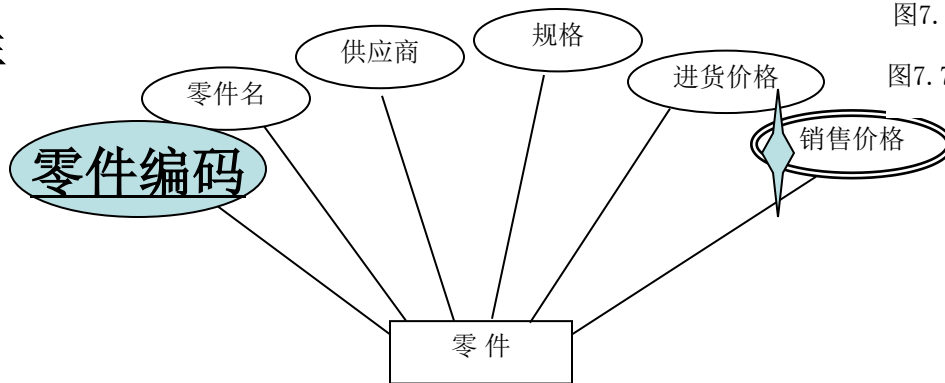 图7.
图7.7
规格
供应商
进货价格
零件名
销售价格
零件编码
零 件